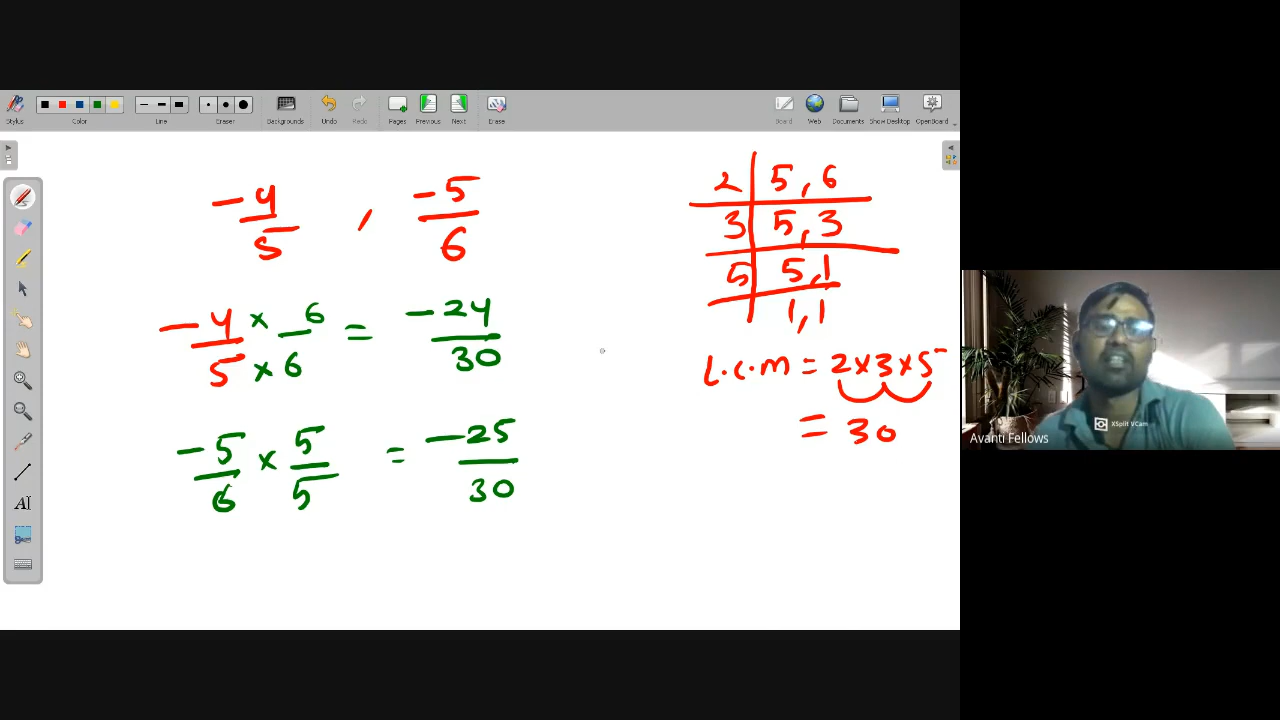 Stylus Color Line Eraser Backgrounds Undo Redo Pages Previous Next Erase Board Web Documents Show Desktop OpenBoard
-4/5 , -5/6
-4/5 × 6/× 6 = -24/30
-5/6 × 5/5 = -25/30
2 | 5, 6
3 | 5, 3
5 | 5, 1
1, 1
L.C.M = 2×3×5
= 30
XSplit VCam
Avanti Fellows